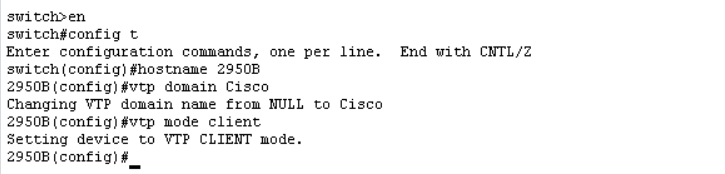 switch>en
switch#config t
Enter configuration commands, one per line.  End with CNTL/Z
switch(config)#hostname 2950B
2950B(config)#vtp domain Cisco
Changing VTP domain name from NULL to Cisco
2950B(config)#vtp mode client
Setting device to VTP CLIENT mode.
2950B(config)#_